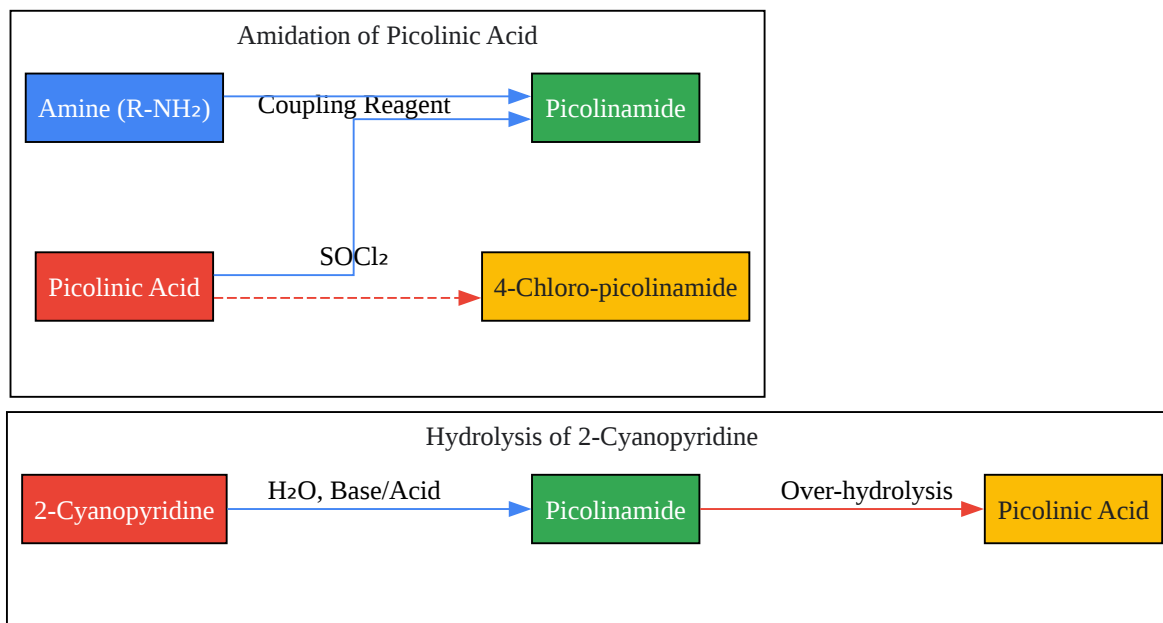 Amidation of Picolinic Acid
Amine (R-NH₂)
Coupling Reagent
Picolinamide
Picolinic Acid
SOCl₂
4-Chloro-picolinamide
Hydrolysis of 2-Cyanopyridine
2-Cyanopyridine
H₂O, Base/Acid
Picolinamide
Over-hydrolysis
Picolinic Acid